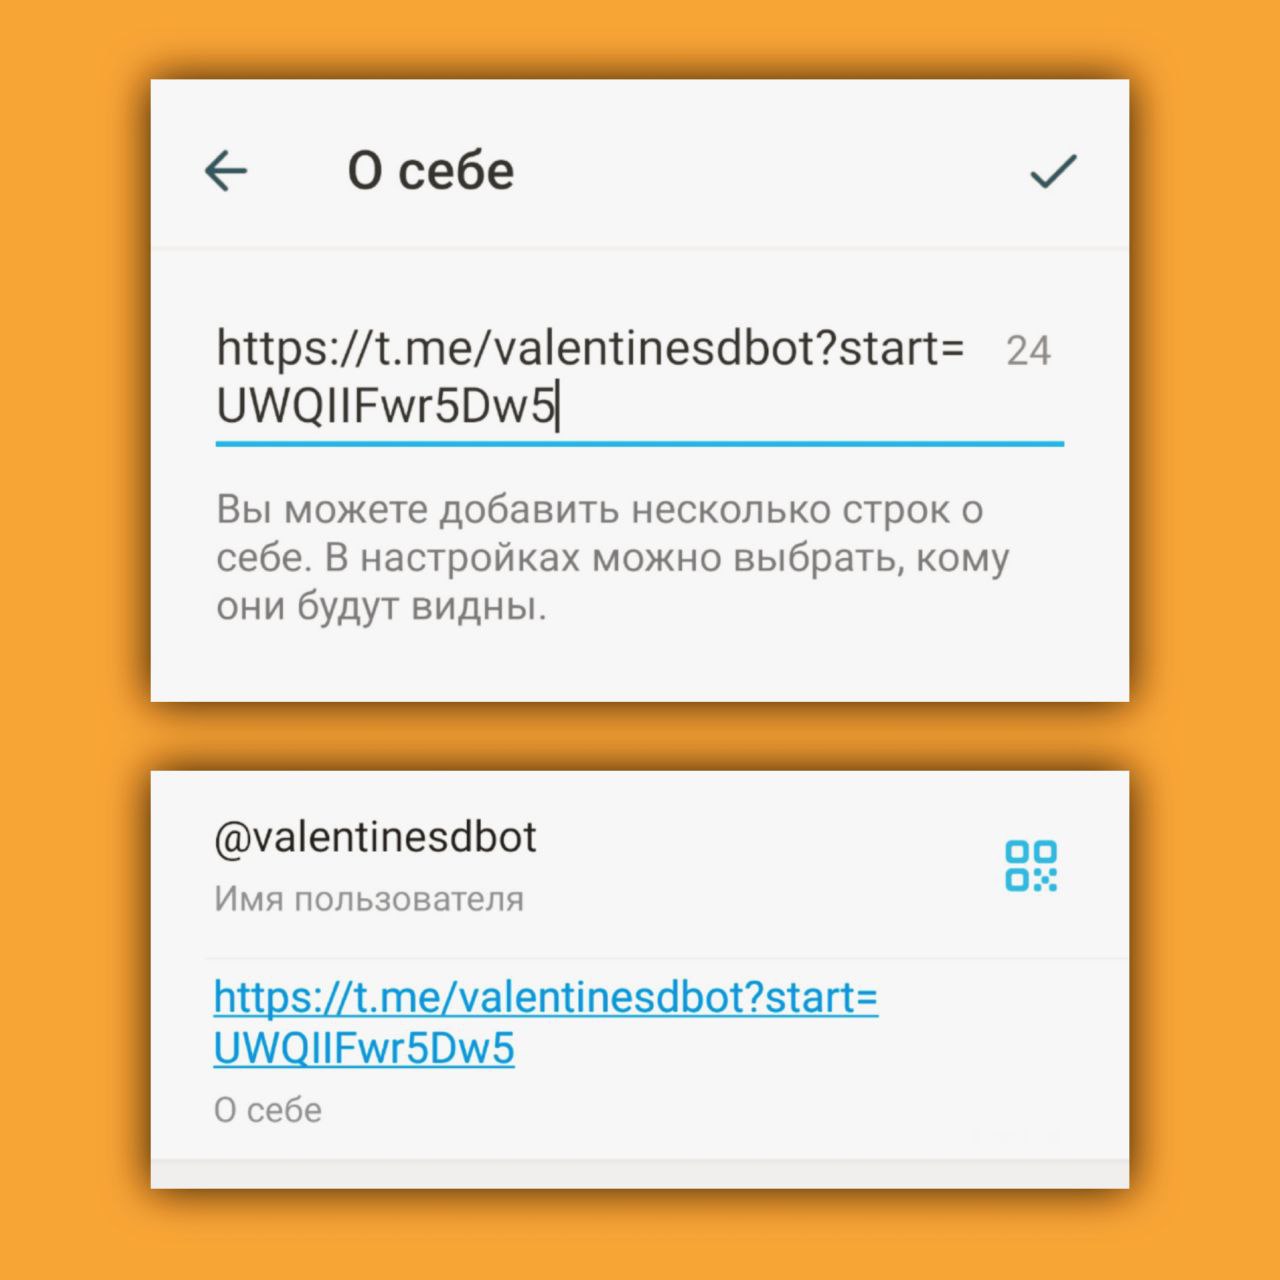 О себе
https://t.me/valentinesdbot?start= 24
UWQIIFwr5Dw5
Вы можете добавить несколько строк о
себе. В настройках можно выбрать, кому
они будут видны.
@valentinesdbot
Имя пользователя
https://t.me/valentinesdbot?start=
UWQIIFwr5Dw5
О себе